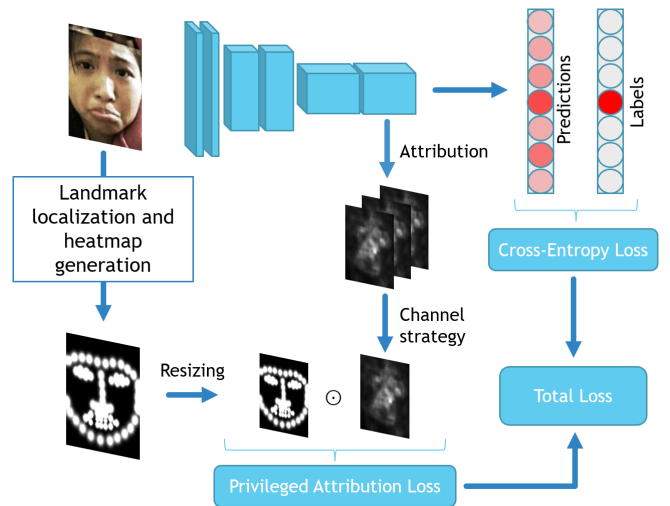 Predictions
Labels
Attribution
Landmark
localization and
heatmap
generation
Cross-Entropy Loss
Channel
strategy
Resizing
Total Loss
Privileged Attribution Loss